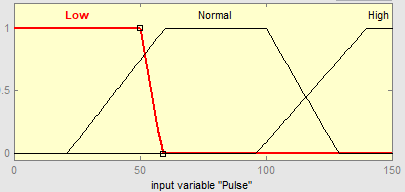 Low Normal High
1
0.5
0
0 50 100 150
input variable "Pulse"